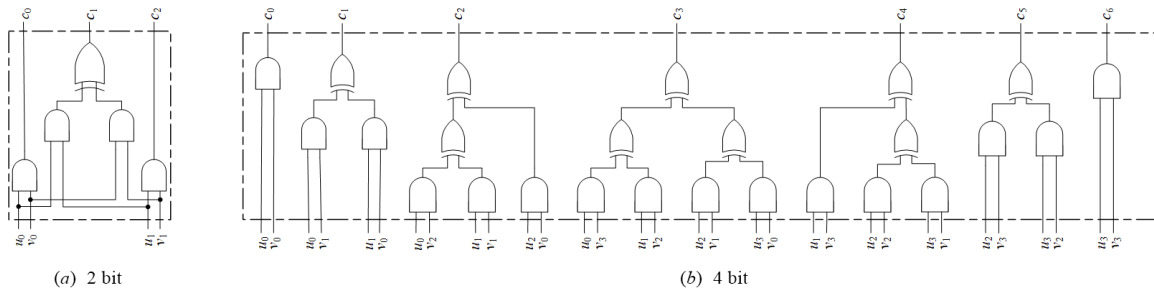 c₀ c₁ c₂ c₀ c₁ c₂ c₃ c₄ c₅ c₆
u₀ v₀ u₁ v₁ u₀ v₀ u₀ v₁ u₁ v₀ u₀ v₂ u₁ v₁ u₂ v₀ u₀ v₃ u₁ v₂ u₂ v₁ u₃ v₀ u₁ v₃ u₂ v₂ u₃ v₁ u₂ v₃ u₃ v₂ u₃ v₃
(a) 2 bit (b) 4 bit